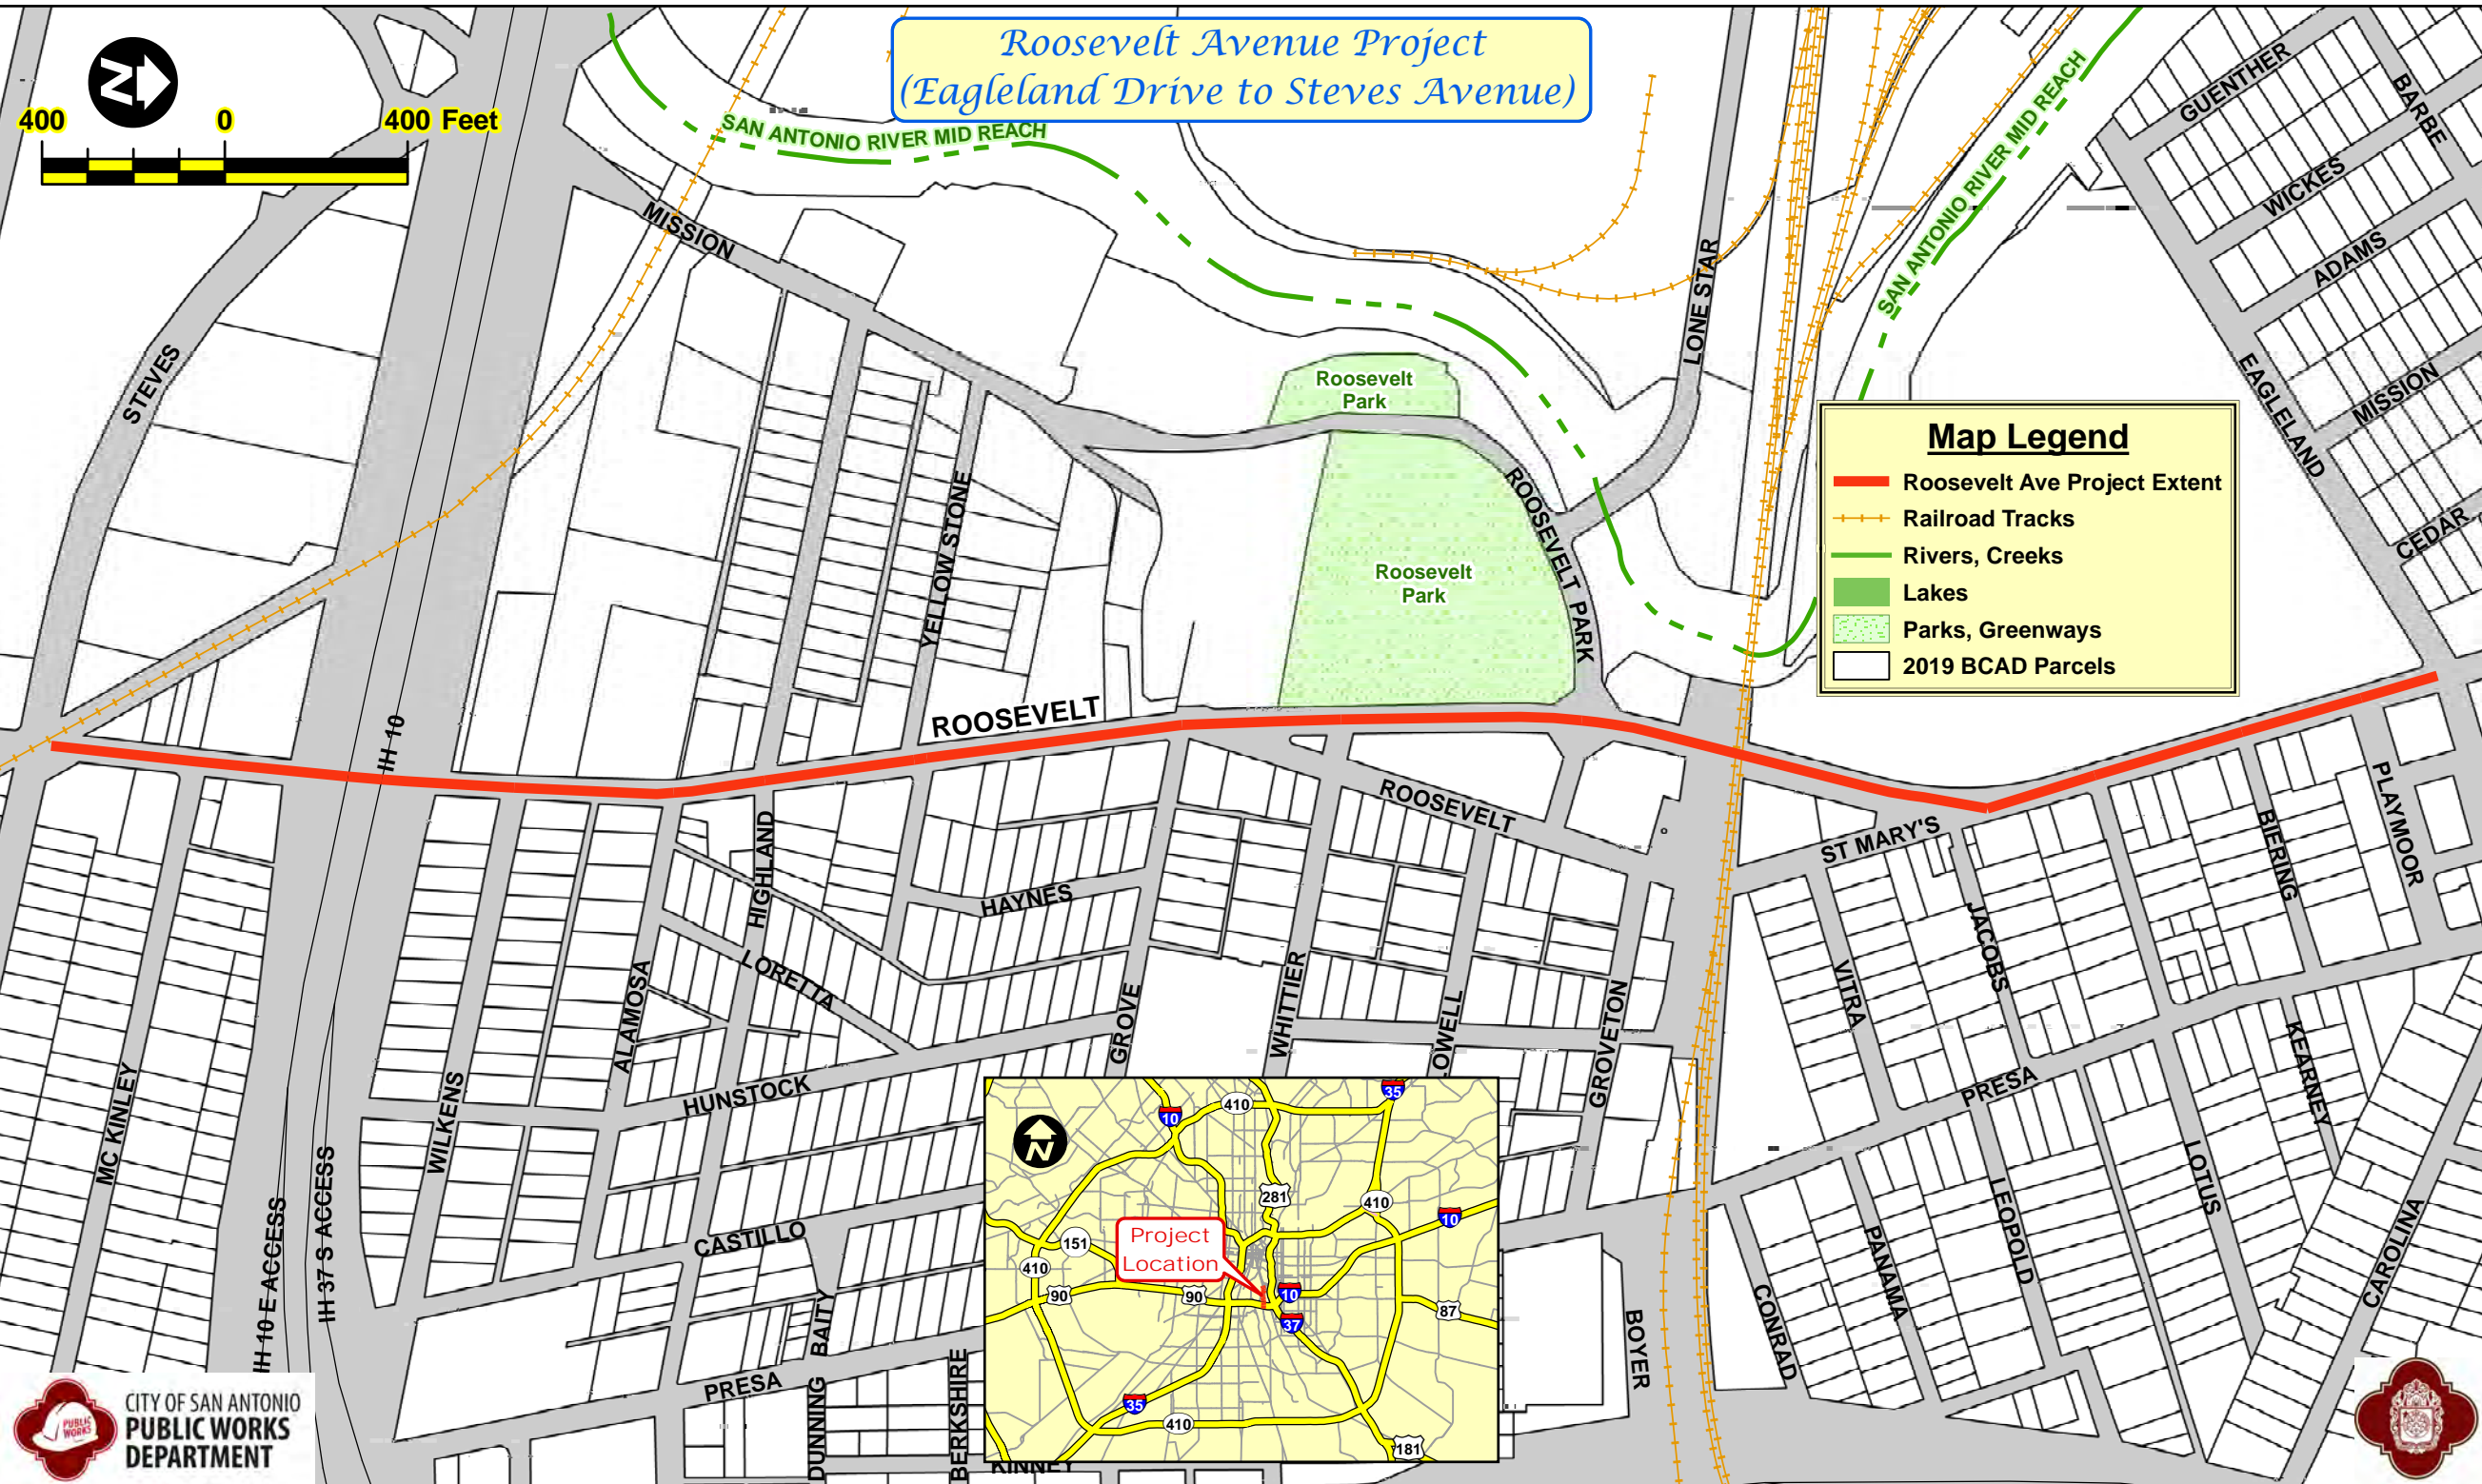 Roosevelt Avenue Project
(Eagleland Drive to Steves Avenue)
N
400 0 400 Feet
SAN ANTONIO RIVER MID REACH
SAN ANTONIO RIVER MID REACH
GUENTHER
BARBE
WICKES
ADAMS
MISSION
EAGLELAND
CEDAR
MISSION
STEVES
LONE STAR
Roosevelt
Park
Roosevelt
Park
ROOSEVELT PARK
YELLOW STONE
Map Legend
Roosevelt Ave Project Extent
Railroad Tracks
Rivers, Creeks
Lakes
Parks, Greenways
2019 BCAD Parcels
IH 10
ROOSEVELT
ROOSEVELT
ST MARY'S
BIERING
PLAYMOOR
HIGHLAND
HAYNES
LORETTA
ALAMOSA
GROVE
WHITTIER
OWELL
GROVETON
VITRA
JACOBS
KEARNEY
PRESA
HUNSTOCK
WILKENS
MC KINLEY
IH 10 E ACCESS
IH 37 S ACCESS
CASTILLO
DUNNING BAITY
PRESA
BERKSHIRE
KINNEY
BOYER
CONRAD
PANAMA
LEOPOLD
LOTUS
CAROLINA
N
10
410
35
281
410
10
151
Project
Location
410
90
90
10
37
87
35
410
181
PUBLIC
WORKS
CITY OF SAN ANTONIO
PUBLIC WORKS
DEPARTMENT